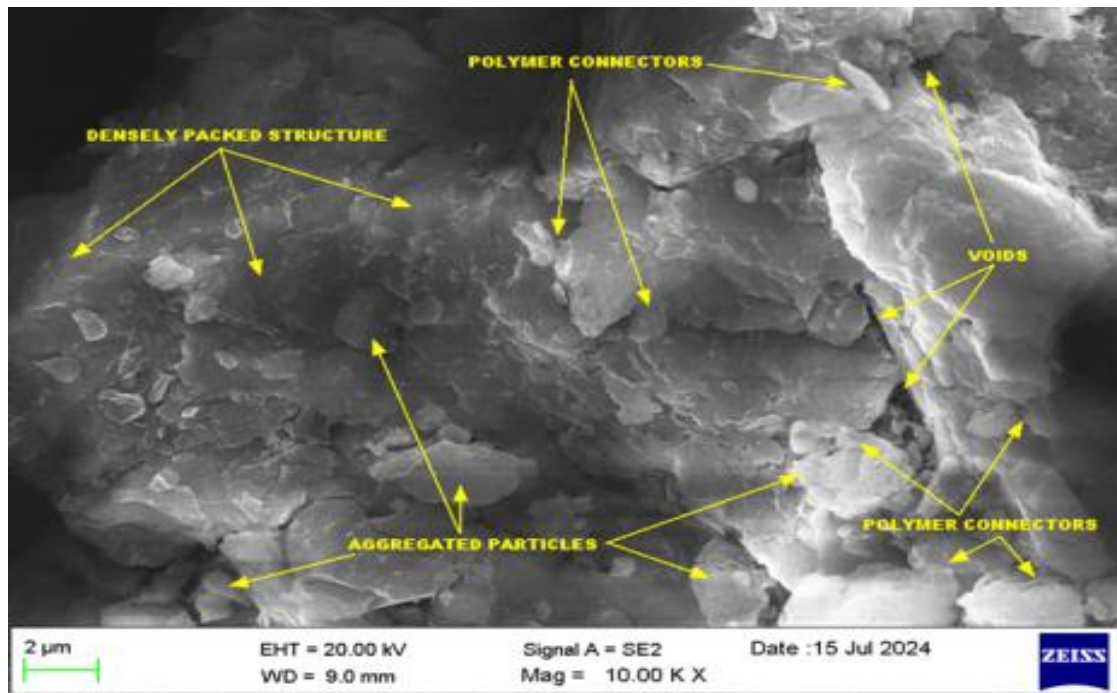 POLYMER CONNECTORS
DENSELY PACKED STRUCTURE
VOIDS
POLYMER CONNECTORS
AGGREGATED PARTICLES
2 µm
EHT = 20.00 kV
Signal A = SE2
Date :15 Jul 2024
WD = 9.0 mm
Mag = 10.00 K X
ZEISS